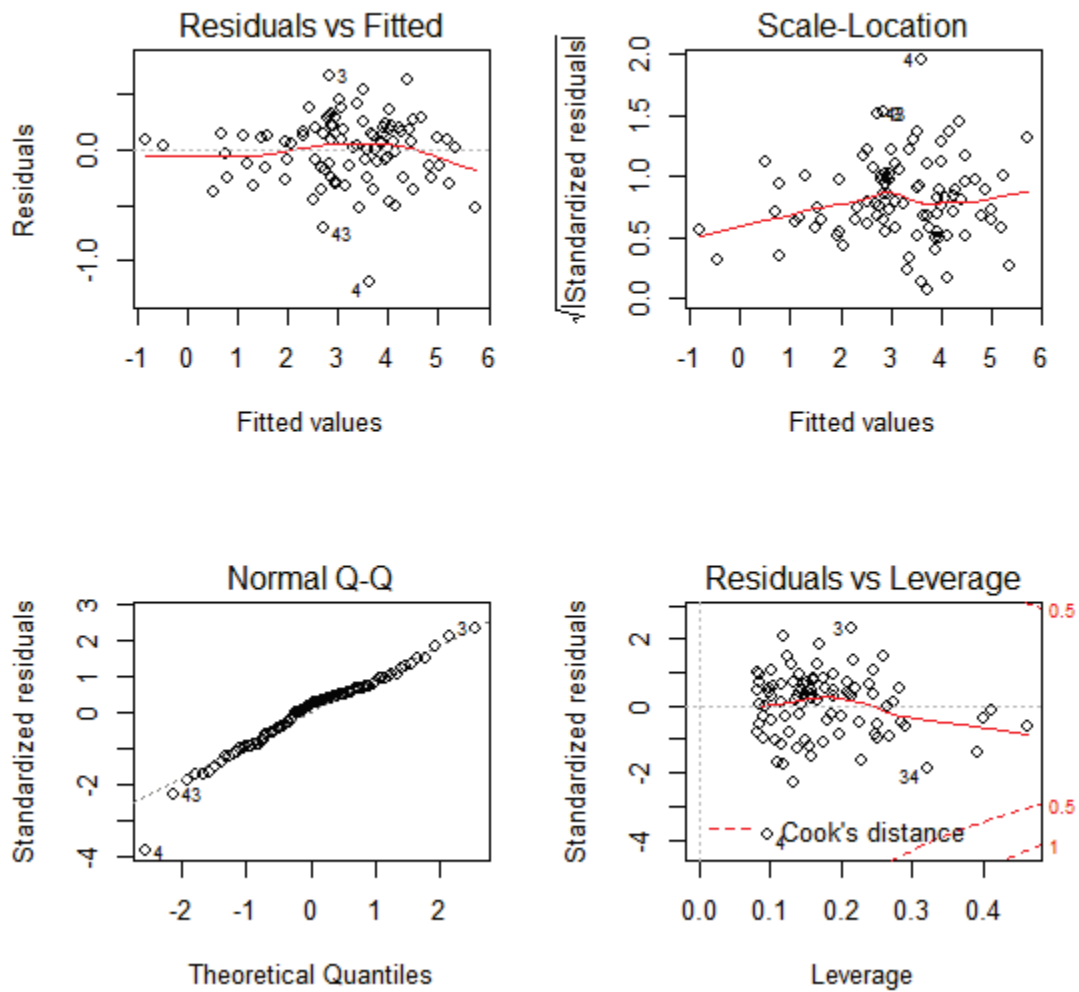 Residuals vs Fitted
Residuals
0.0
-1.0
3
43
4
-1 0 1 2 3 4 5 6
Fitted values
Scale-Location
√|Standardized residuals|
0.0 0.5 1.0 1.5 2.0
4
43
-1 0 1 2 3 4 5 6
Fitted values
Normal Q-Q
Standardized residuals
-4 -2 0 1 2 3
3
43
4
-2 -1 0 1 2
Theoretical Quantiles
Residuals vs Leverage
Standardized residuals
-4 -2 0 2
3
34
4
Cook's distance
0.5
0.5
1
0.0 0.1 0.2 0.3 0.4
Leverage